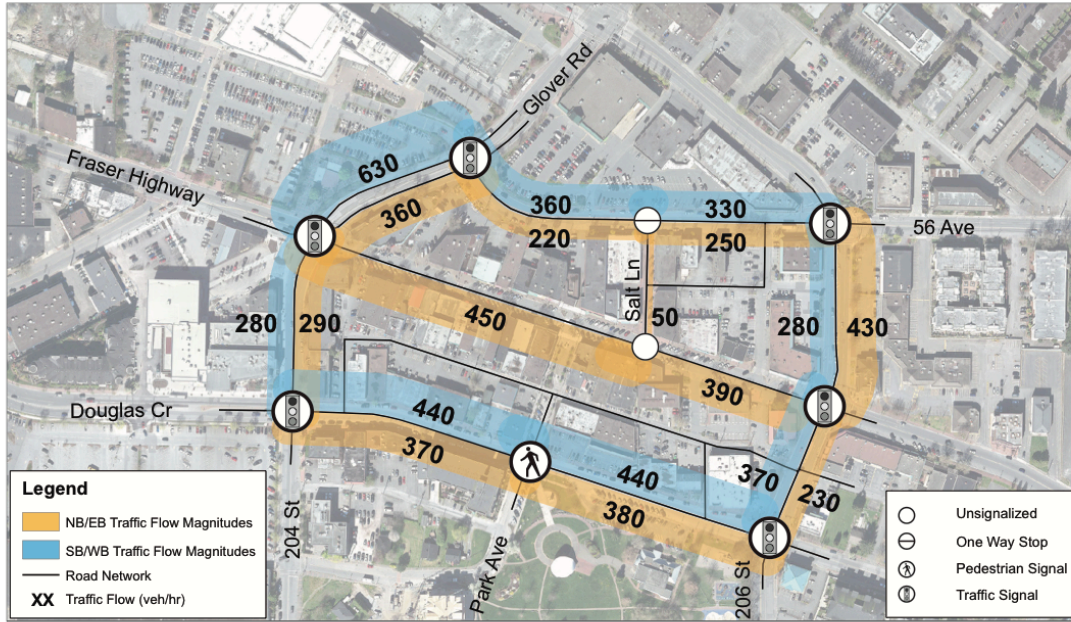 Glover Rd
Fraser Highway
630
360
360
330
220
250
56 Ave
Salt Ln
50
280
290
450
280
430
390
Douglas Cr
440
370
440
370
230
380
204 St
Park Ave
206 St
Legend
NB/EB Traffic Flow Magnitudes
SB/WB Traffic Flow Magnitudes
Road Network
XX Traffic Flow (veh/hr)
Unsignalized
One Way Stop
Pedestrian Signal
Traffic Signal